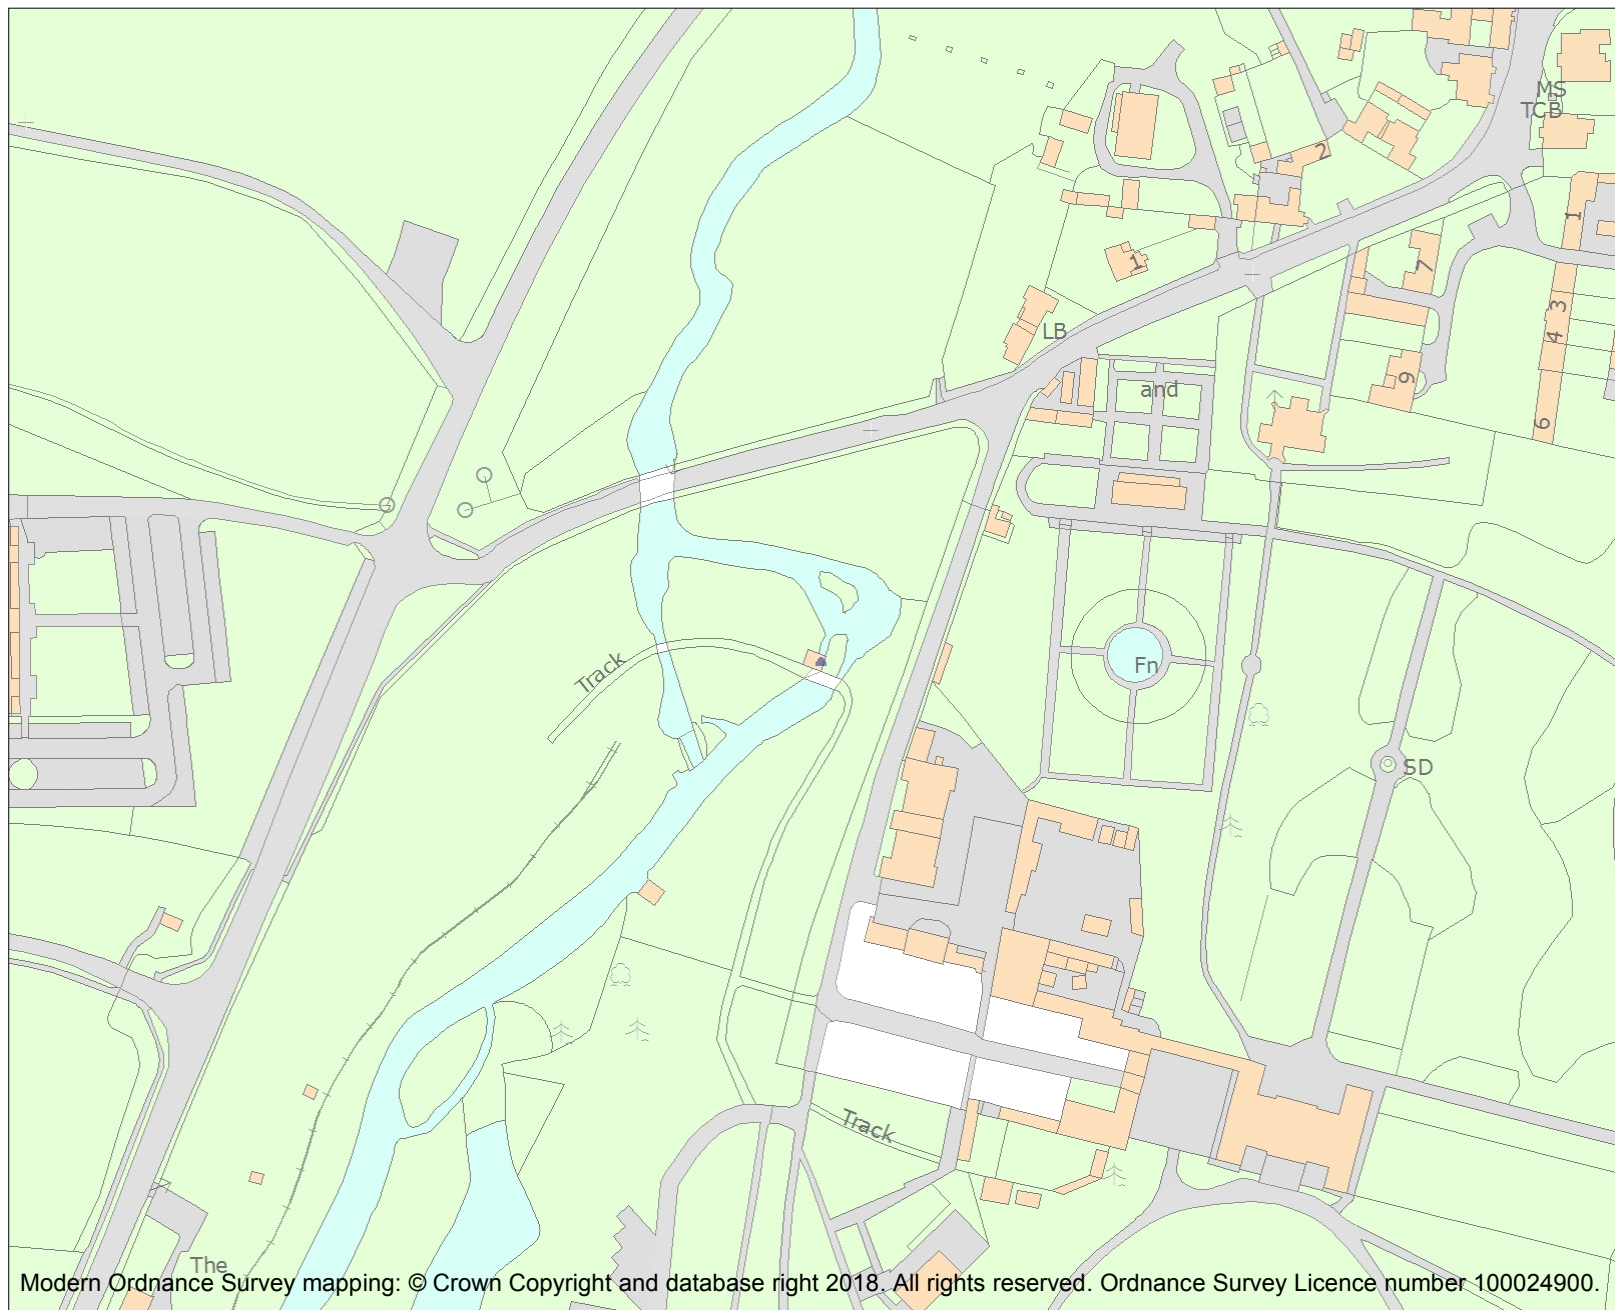 MS
TCB
2
1
1
7
LB
3
4
and
9
6
Track
Fn
SD
Track
The
Modern Ordnance Survey mapping: © Crown Copyright and database right 2018. All rights reserved. Ordnance Survey Licence number 100024900.